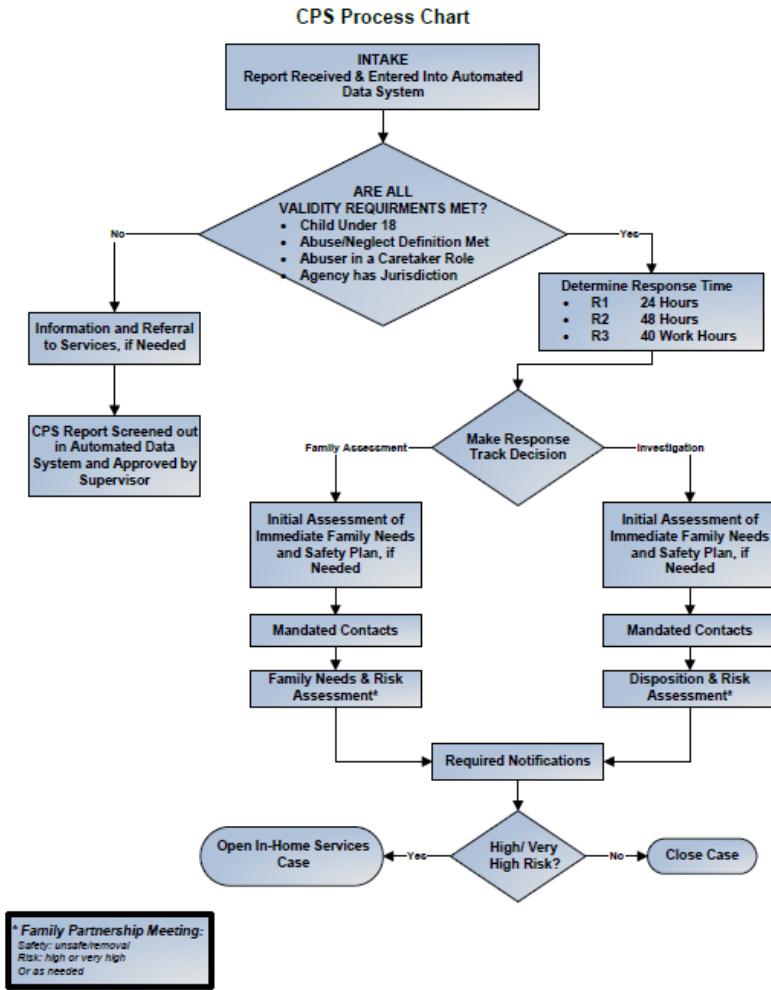 CPS Process Chart
INTAKE
Report Received & Entered Into Automated
Data System
ARE ALL
VALIDITY REQUIRMENTS MET?
• Child Under 18
• Abuse/Neglect Definition Met
• Abuser in a Caretaker Role
• Agency has Jurisdiction
No
Yes
Information and Referral
to Services, if Needed
CPS Report Screened out
in Automated Data
System and Approved by
Supervisor
Determine Response Time
• R1 24 Hours
• R2 48 Hours
• R3 40 Work Hours
Make Response
Track Decision
Family Assessment
Investigation
Initial Assessment of
Immediate Family Needs
and Safety Plan, if
Needed
Mandated Contacts
Family Needs & Risk
Assessment*
Initial Assessment of
Immediate Family Needs
and Safety Plan, if
Needed
Mandated Contacts
Disposition & Risk
Assessment*
Required Notifications
High/ Very
High Risk?
Yes
No
Open In-Home Services
Case
Close Case
* Family Partnership Meeting:
Safety: unsafe/removal
Risk: high or very high
Or as needed